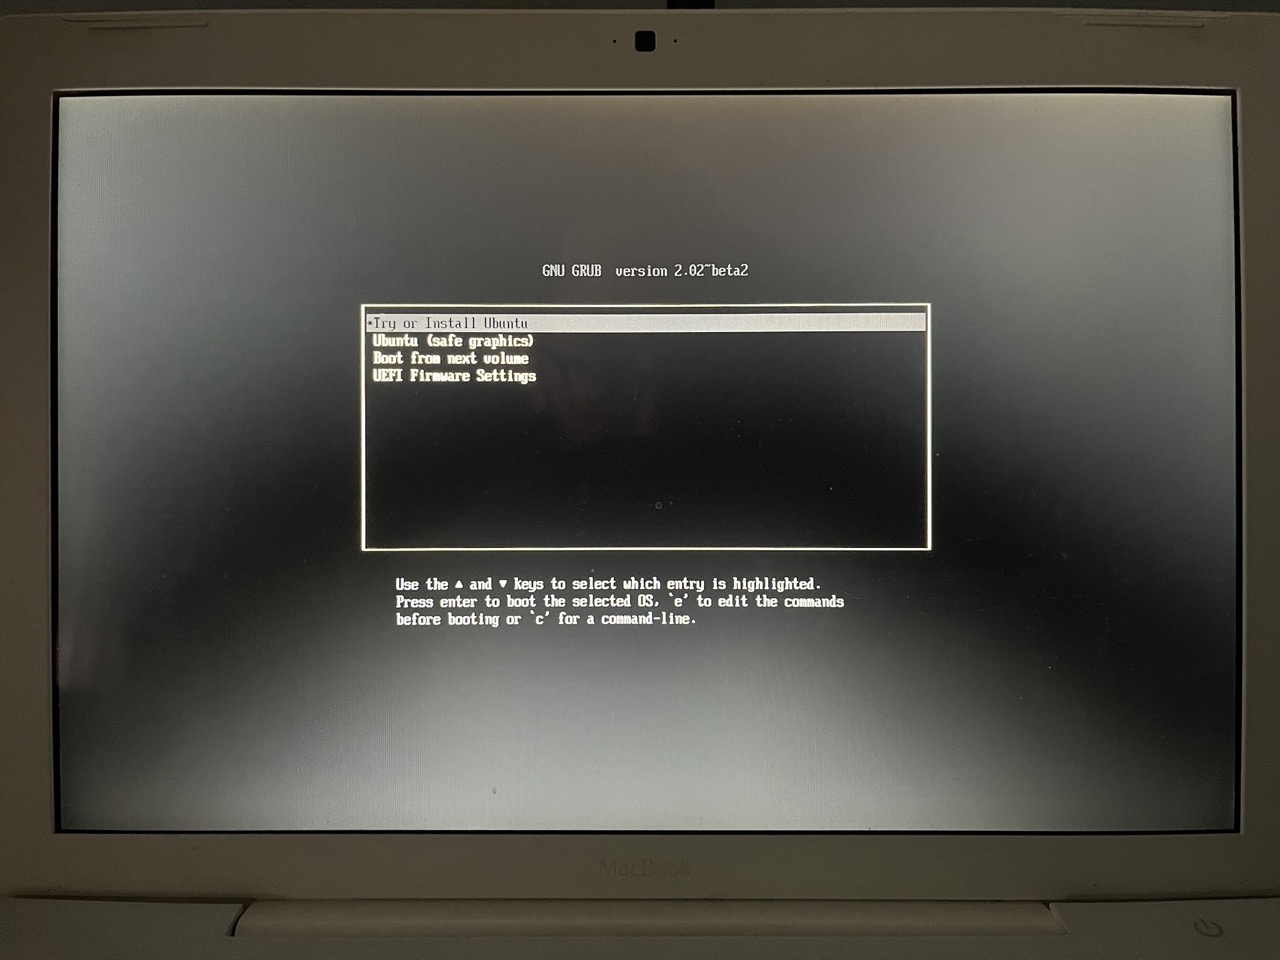 GNU GRUB version 2.02~beta2
*Try or Install Ubuntu
Ubuntu (safe graphics)
Boot from next volume
UEFI Firmware Settings
Use the ▲ and ▼ keys to select which entry is highlighted.
Press enter to boot the selected OS, `e' to edit the commands
before booting or `c' for a command-line.
MacBook